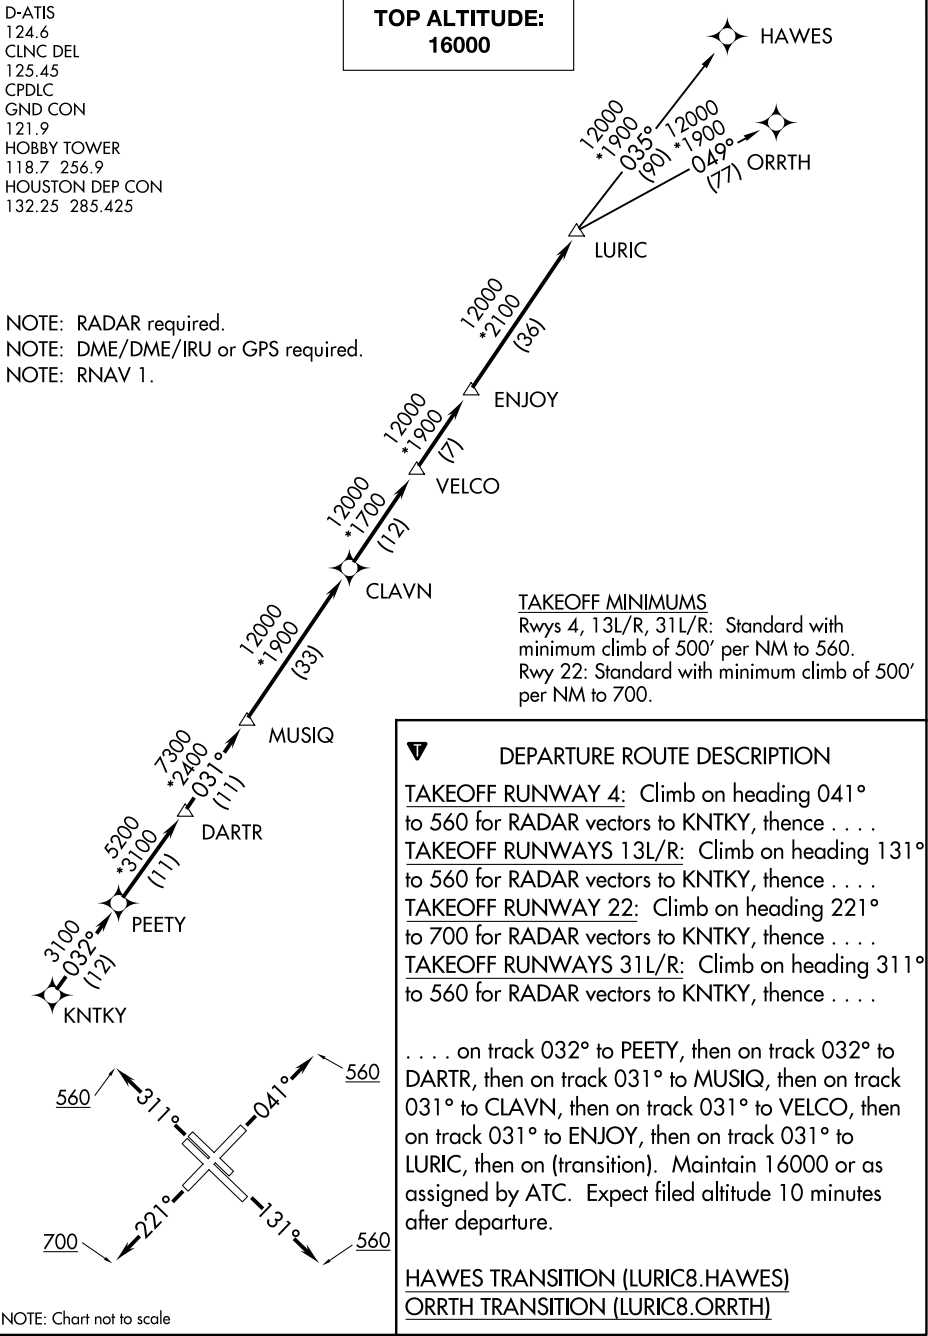 D-ATIS
124.6
CLNC DEL
125.45
CPDLC
GND CON
121.9
HOBBY TOWER
118.7 256.9
HOUSTON DEP CON
132.25 285.425
TOP ALTITUDE:
16000
HAWES
12000
*1900
035°
(90)
12000
*1900
049°
(77)
ORRTH
LURIC
NOTE: RADAR required.
NOTE: DME/DME/IRU or GPS required.
NOTE: RNAV 1.
12000
*2100
(36)
ENJOY
12000
*1900
(7)
VELCO
12000
*1700
(12)
CLAVN
12000
*1900
(33)
MUSIQ
7300
*2400
031°
(11)
DARTR
5200
*3100
(11)
PEETY
3100
032°
(12)
KNTKY
TAKEOFF MINIMUMS
Rwys 4, 13L/R, 31L/R: Standard with
minimum climb of 500' per NM to 560.
Rwy 22: Standard with minimum climb of 500'
per NM to 700.
T
DEPARTURE ROUTE DESCRIPTION
TAKEOFF RUNWAY 4: Climb on heading 041°
to 560 for RADAR vectors to KNTKY, thence . . . .
TAKEOFF RUNWAYS 13L/R: Climb on heading 131°
to 560 for RADAR vectors to KNTKY, thence . . . .
TAKEOFF RUNWAY 22: Climb on heading 221°
to 700 for RADAR vectors to KNTKY, thence . . . .
TAKEOFF RUNWAYS 31L/R: Climb on heading 311°
to 560 for RADAR vectors to KNTKY, thence . . . .
. . . . on track 032° to PEETY, then on track 032° to
DARTR, then on track 031° to MUSIQ, then on track
031° to CLAVN, then on track 031° to VELCO, then
on track 031° to ENJOY, then on track 031° to
LURIC, then on (transition). Maintain 16000 or as
assigned by ATC. Expect filed altitude 10 minutes
after departure.
HAWES TRANSITION (LURIC8.HAWES)
ORRTH TRANSITION (LURIC8.ORRTH)
560
311°
041°
560
700
221°
131°
560
NOTE: Chart not to scale